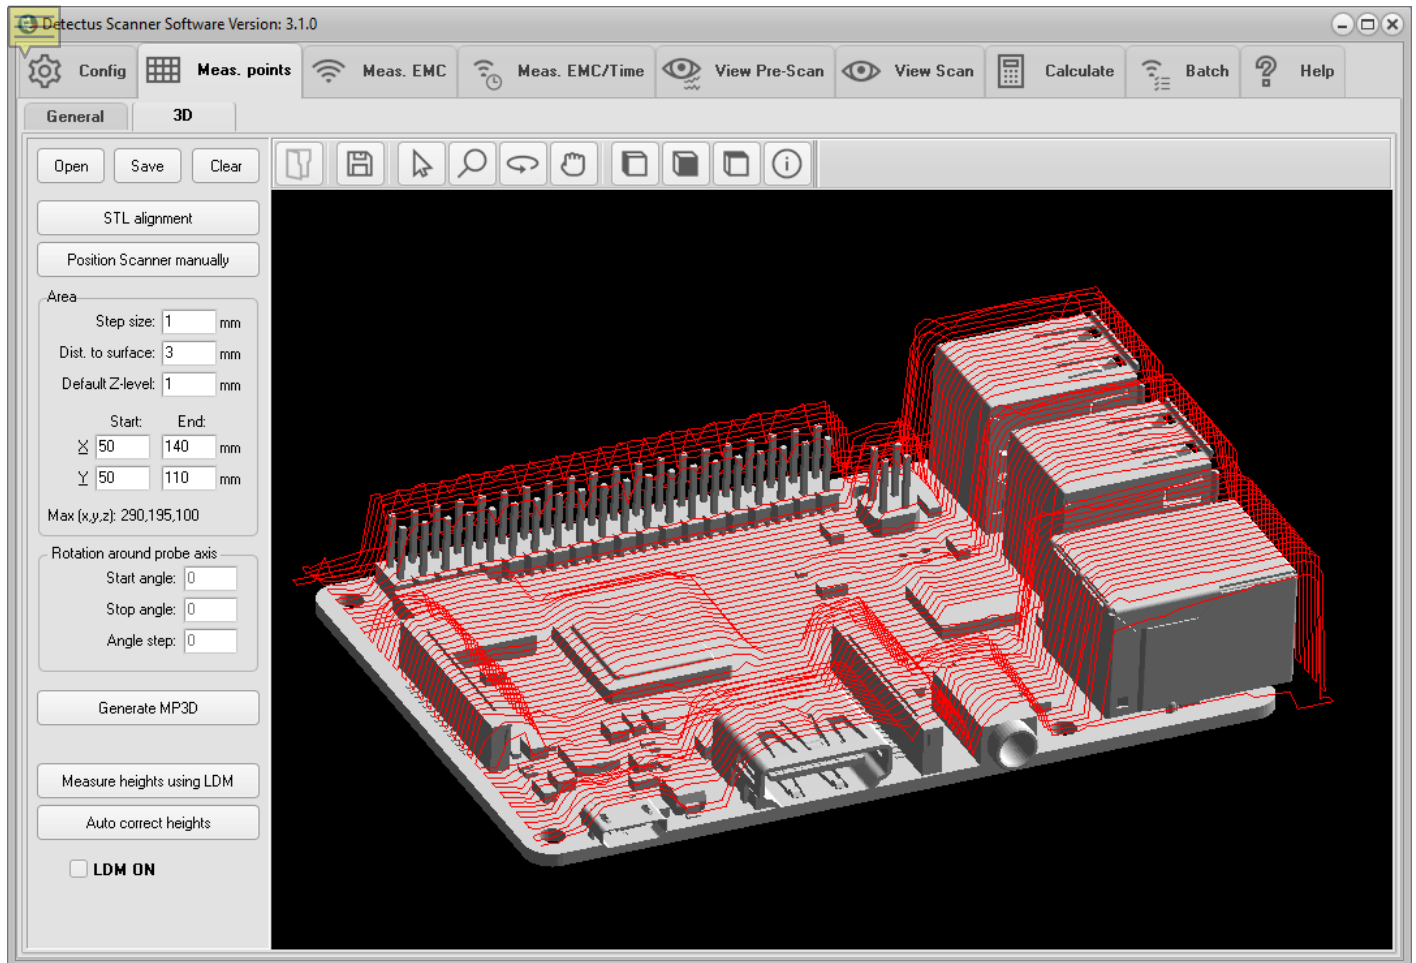 Detectus Scanner Software Version: 3.1.0
Config Meas. points Meas. EMC Meas. EMC/Time View Pre-Scan View Scan Calculate Batch Help
General 3D
Open Save Clear
STL alignment
Position Scanner manually
Area
Step size: 1 mm
Dist. to surface: 3 mm
Default Z-level: 1 mm
Start: End:
X 50 140 mm
Y 50 110 mm
Max (x,y,z): 290,195,100
Rotation around probe axis
Start angle: 0
Stop angle: 0
Angle step: 0
Generate MP3D
Measure heights using LDM
Auto correct heights
LDM ON